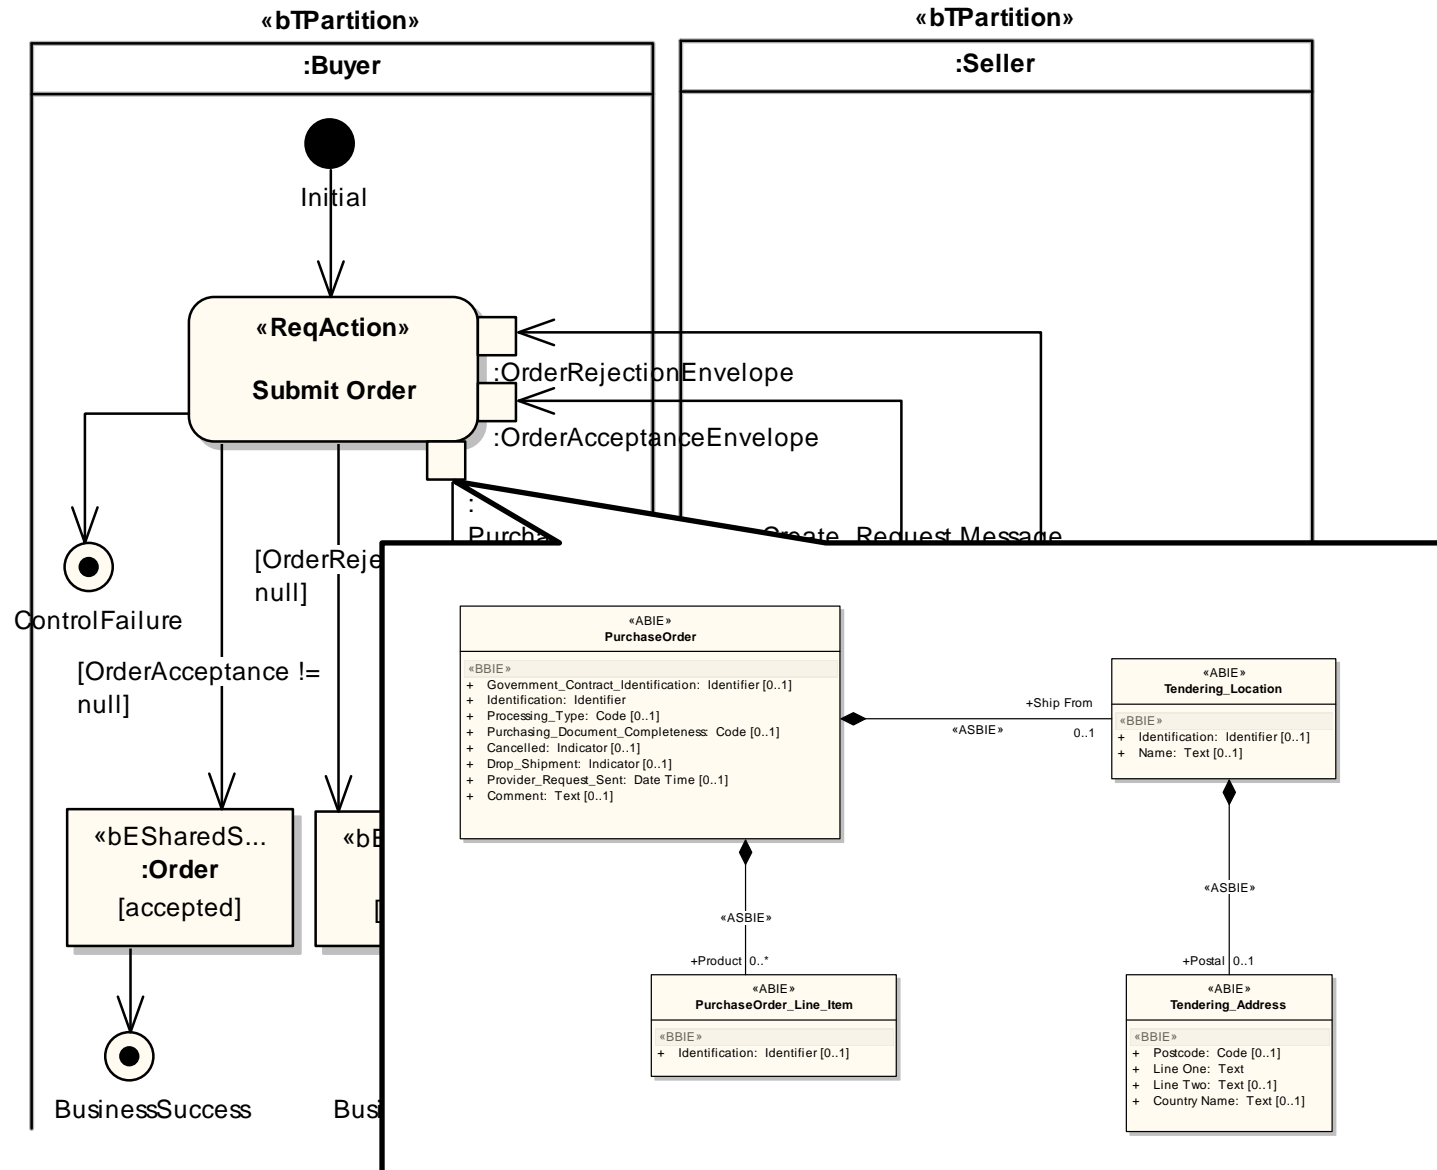 «bTPartition»
:Buyer
«bTPartition»
:Seller
Initial
«ReqAction»
Submit Order
:OrderRejectionEnvelope
:OrderAcceptanceEnvelope
:
Create Request Message
null]
ControlFailure
[OrderAcceptance !=
null]
«bESharedS...
:Order
[accepted]
BusinessSuccess
«ABIE»
PurchaseOrder
«BBIE»
+ Government_Contract_Identification: Identifier [0..1]
+ Identification: Identifier
+ Processing_Type: Code [0..1]
+ Purchasing_Document_Completeness: Code [0..1]
+ Cancelled: Indicator [0..1]
+ Drop_Shipment: Indicator [0..1]
+ Provider_Request_Sent: Date Time [0..1]
+ Comment: Text [0..1]
+Ship From
«ASBIE»
0..1
«ABIE»
Tendering_Location
«BBIE»
+ Identification: Identifier [0..1]
+ Name: Text [0..1]
«ASBIE»
+Product 0..*
«ABIE»
PurchaseOrder_Line_Item
«BBIE»
+ Identification: Identifier [0..1]
«ASBIE»
+Postal 0..1
«ABIE»
Tendering_Address
«BBIE»
+ Postcode: Code [0..1]
+ Line One: Text
+ Line Two: Text [0..1]
+ Country Name: Text [0..1]